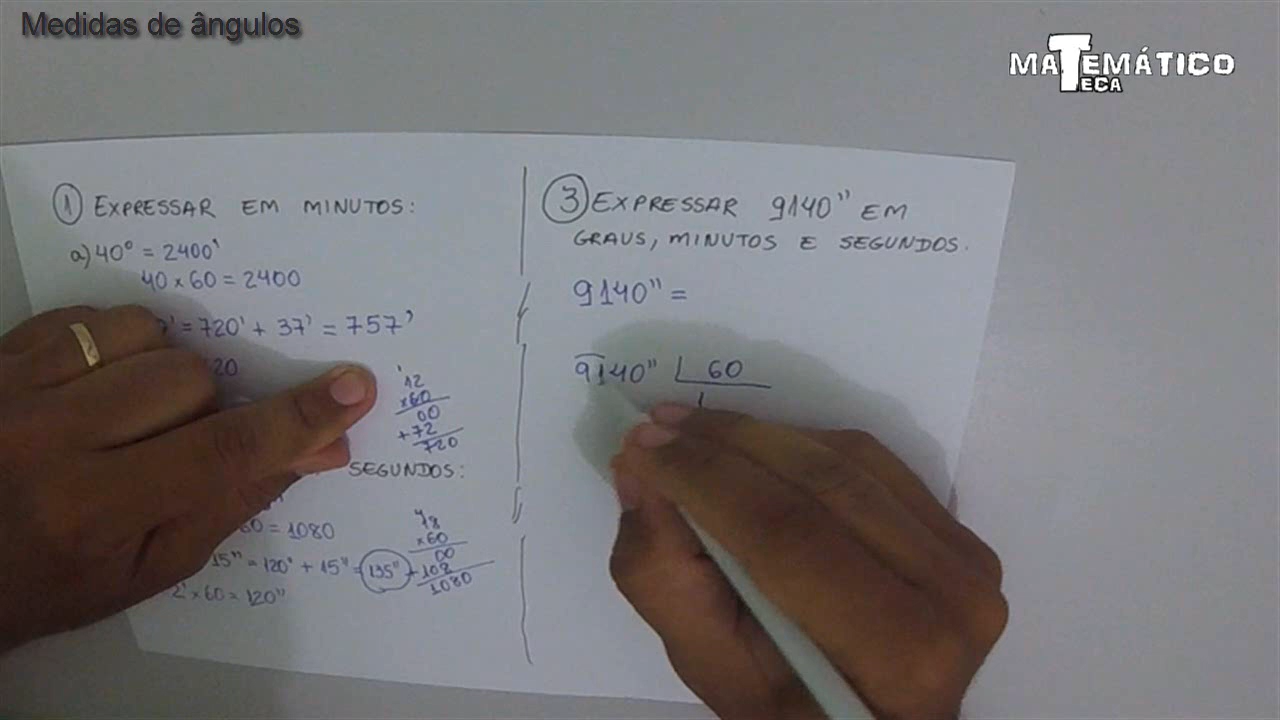 Medidas de ângulos
MATEMÁTICO
TECA
1 EXPRESSAR EM MINUTOS:
a) 40° = 2400'
40 x 60 = 2400
7' = 720' + 37' = 757'
20
12
x60
00
+72
720
SEGUNDOS:
60 = 1080
18
x60
00
+108
1080
15" = 120' + 15" = 135"
2' x 60 = 120"
3 EXPRESSAR 9140" EM
GRAUS, MINUTOS E SEGUNDOS.
9140" =
9140" 60
1